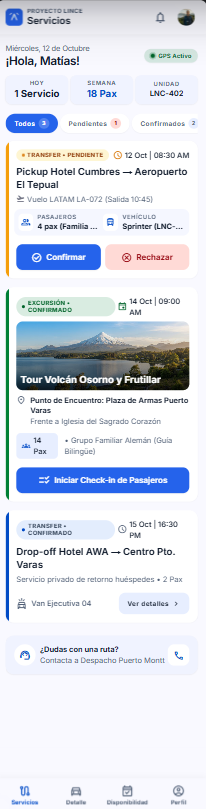 PROYECTO LINCE
Servicios
Miércoles, 12 de Octubre
¡Hola, Matías!
GPS Activo
HOY
1 Servicio
SEMANA
18 Pax
UNIDAD
LNC-402
Todos 3
Pendientes 1
Confirmados 2
• TRANSFER • PENDIENTE
12 Oct | 08:30 AM
Pickup Hotel Cumbres → Aeropuerto
El Tepual
Vuelo LATAM LA-072 (Salida 10:45)
PASAJEROS
4 pax (Familia ...
VEHÍCULO
Sprinter (LNC-...
Confirmar
Rechazar
• EXCURSIÓN •
CONFIRMADO
14 Oct | 09:00
AM
Tour Volcán Osorno y Frutillar
Punto de Encuentro: Plaza de Armas Puerto
Varas
Frente a Iglesia del Sagrado Corazón
14
Pax
• Grupo Familiar Alemán (Guía
Bilingüe)
Iniciar Check-in de Pasajeros
• TRANSFER •
CONFIRMADO
15 Oct | 16:30
PM
Drop-off Hotel AWA → Centro Pto.
Varas
Servicio privado de retorno huéspedes • 2 Pax
Van Ejecutiva 04
Ver detalles >
¿Dudas con una ruta?
Contacta a Despacho Puerto Montt
Servicios
Detalle
Disponibilidad
Perfil